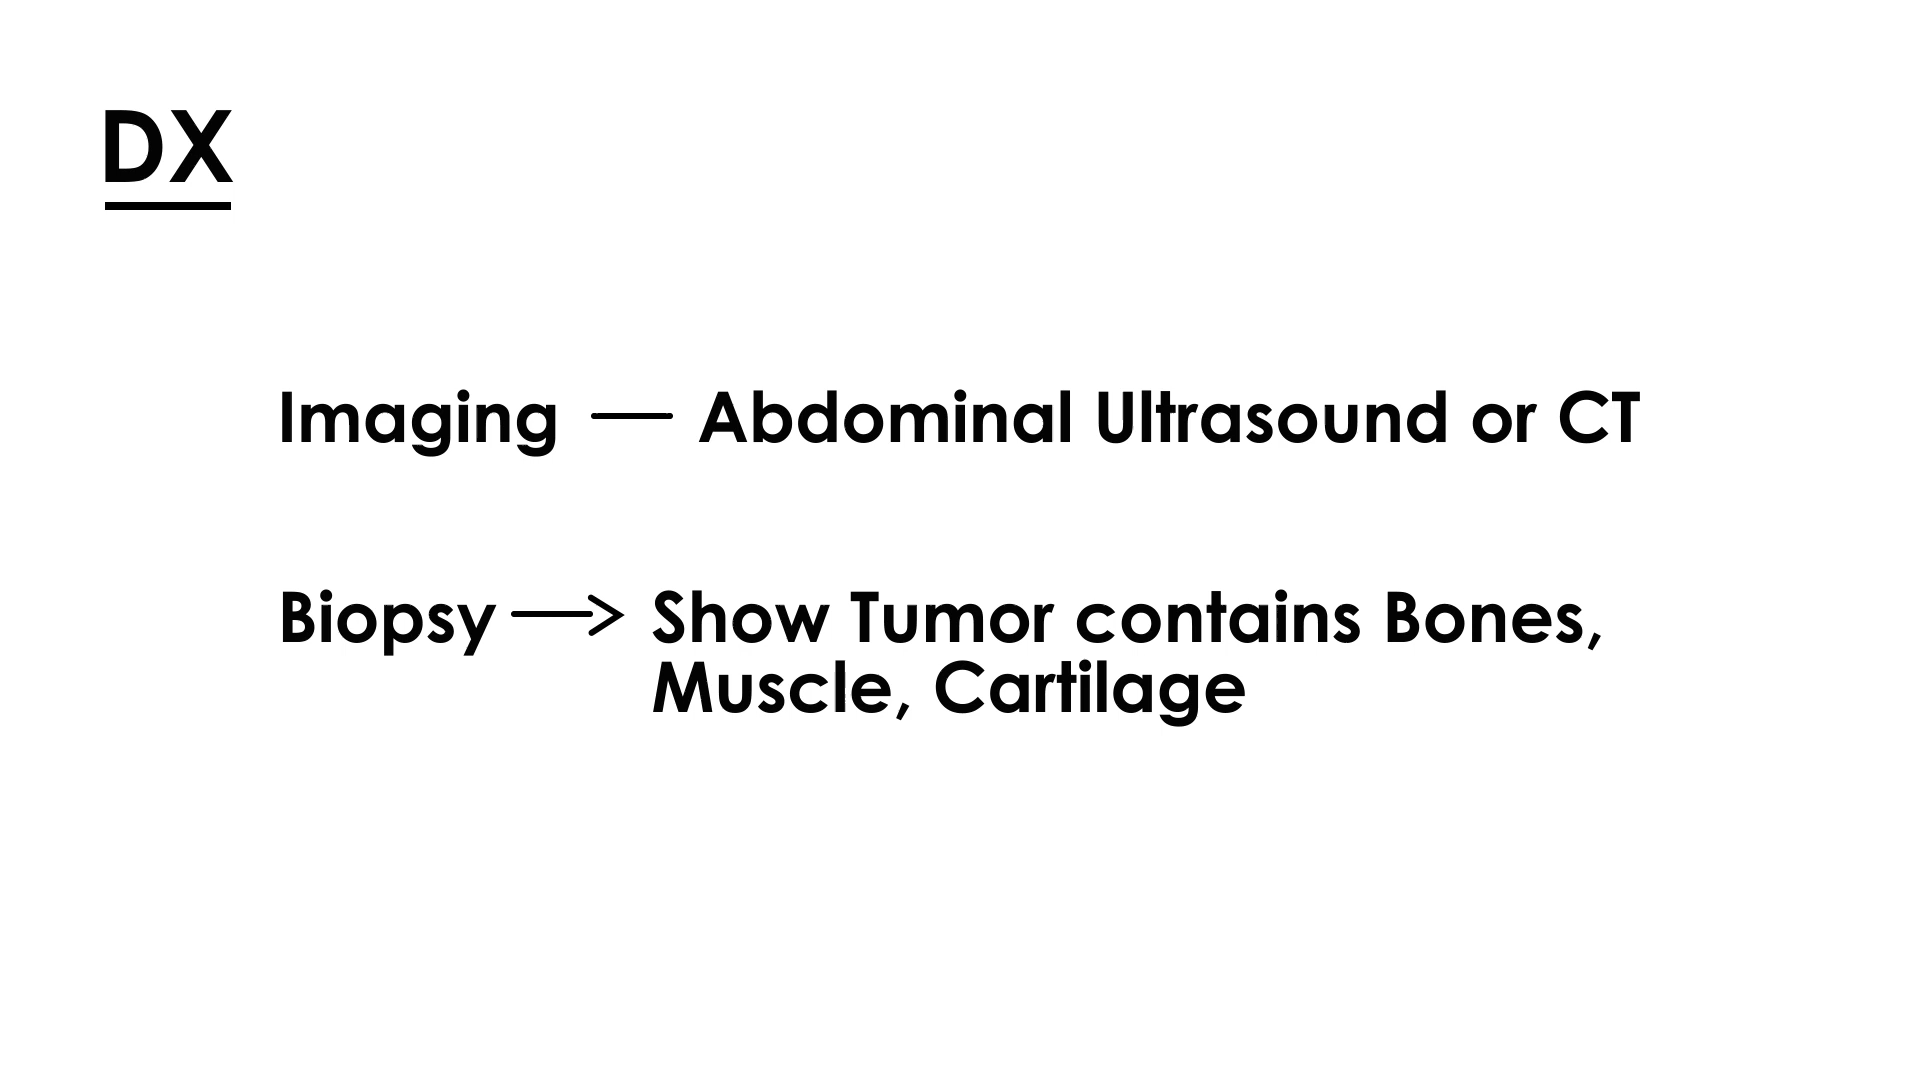 DX
Imaging — Abdominal Ultrasound or CT
Biopsy → Show Tumor contains Bones,
Muscle, Cartilage